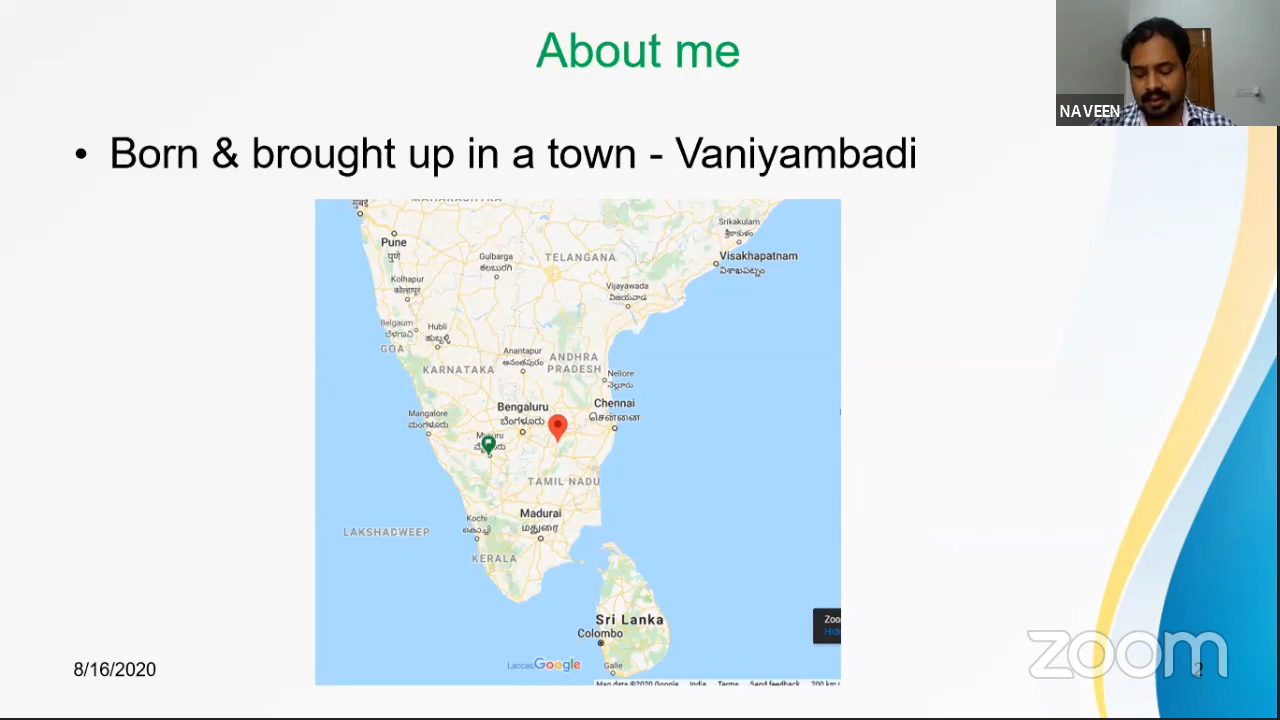 About me
NAVEEN
• Born & brought up in a town - Vaniyambadi
मुंबई
MAHARASHTRA
Pune
पुणे
Gulbarga
ಕಲಬುರಗಿ
TELANGANA
Srikakulam
శ్రీకాకుళం
Visakhapatnam
విశాఖపట్నం
Kolhapur
कोल्हापूर
Vijayawada
విజయవాడ
Belgaum
ಬೆಳಗಾವಿ
Hubli
ಹುಬ್ಬಳ್ಳಿ
GOA
Anantapur
అనంతపురం
ANDHRA
PRADESH
KARNATAKA
Nellore
నెల్లూరు
Mangalore
ಮಂಗಳೂರು
Bengaluru
ಬೆಂಗಳೂರು
Chennai
சென்னை
TAMIL NADU
Kochi
കൊച്ചി
Madurai
மதுரை
LAKSHADWEEP
KERALA
Sri Lanka
Colombo
Galle
Laccad
Google
Map data ©2020 Google India Terms Send feedback 200 km
Zoo
Hide
8/16/2020
zoom
2